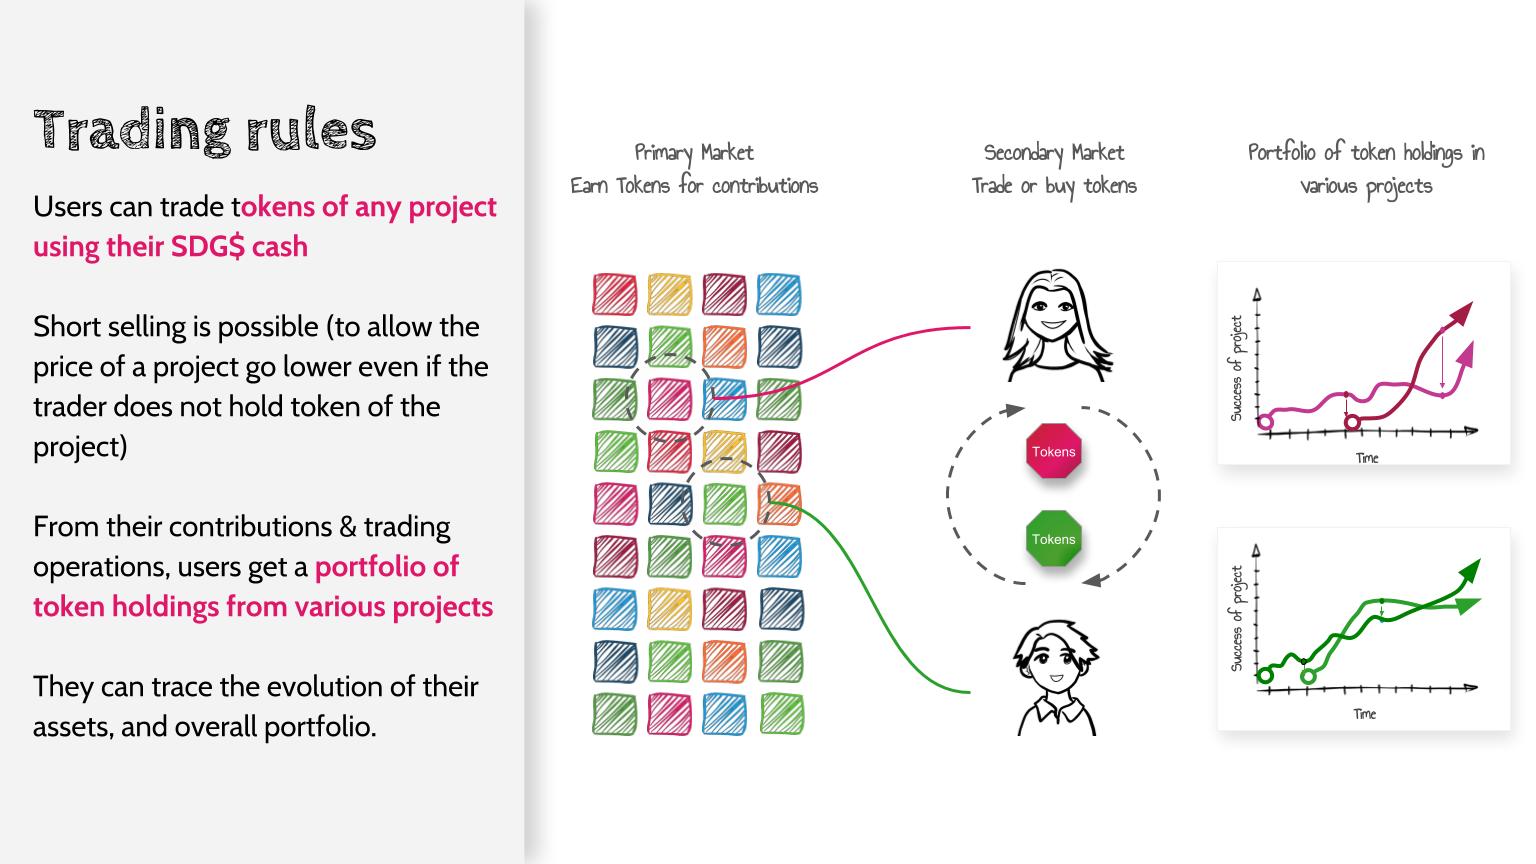 Trading rules
Users can trade tokens of any project
using their SDG$ cash
Short selling is possible (to allow the
price of a project go lower even if the
trader does not hold token of the
project)
From their contributions & trading
operations, users get a portfolio of
token holdings from various projects
They can trace the evolution of their
assets, and overall portfolio.
Primary Market
Earn Tokens for contributions
Secondary Market
Trade or buy tokens
Tokens
Tokens
Portfolio of token holdings in
various projects
Success of project
Time
Success of project
Time